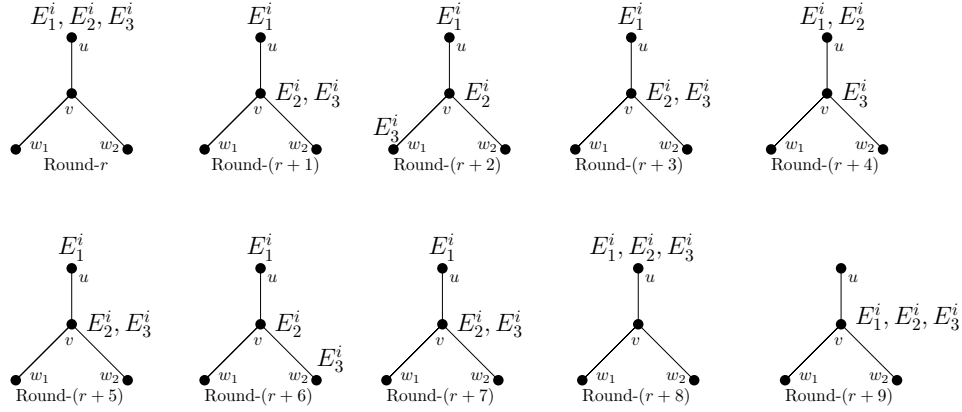 E_1^i, E_2^i, E_3^i
u
v
w_1
w_2
Round-r
E_1^i
u
E_2^i, E_3^i
v
w_1
w_2
Round-(r + 1)
E_1^i
u
E_2^i
v
E_3^i
w_1
w_2
Round-(r + 2)
E_1^i
u
E_2^i, E_3^i
v
w_1
w_2
Round-(r + 3)
E_1^i, E_2^i
u
E_3^i
v
w_1
w_2
Round-(r + 4)
E_1^i
u
E_2^i, E_3^i
v
w_1
w_2
Round-(r + 5)
E_1^i
u
E_2^i
v
E_3^i
w_1
w_2
Round-(r + 6)
E_1^i
u
E_2^i, E_3^i
v
w_1
w_2
Round-(r + 7)
E_1^i, E_2^i, E_3^i
u
v
w_1
w_2
Round-(r + 8)
u
E_1^i, E_2^i, E_3^i
v
w_1
w_2
Round-(r + 9)